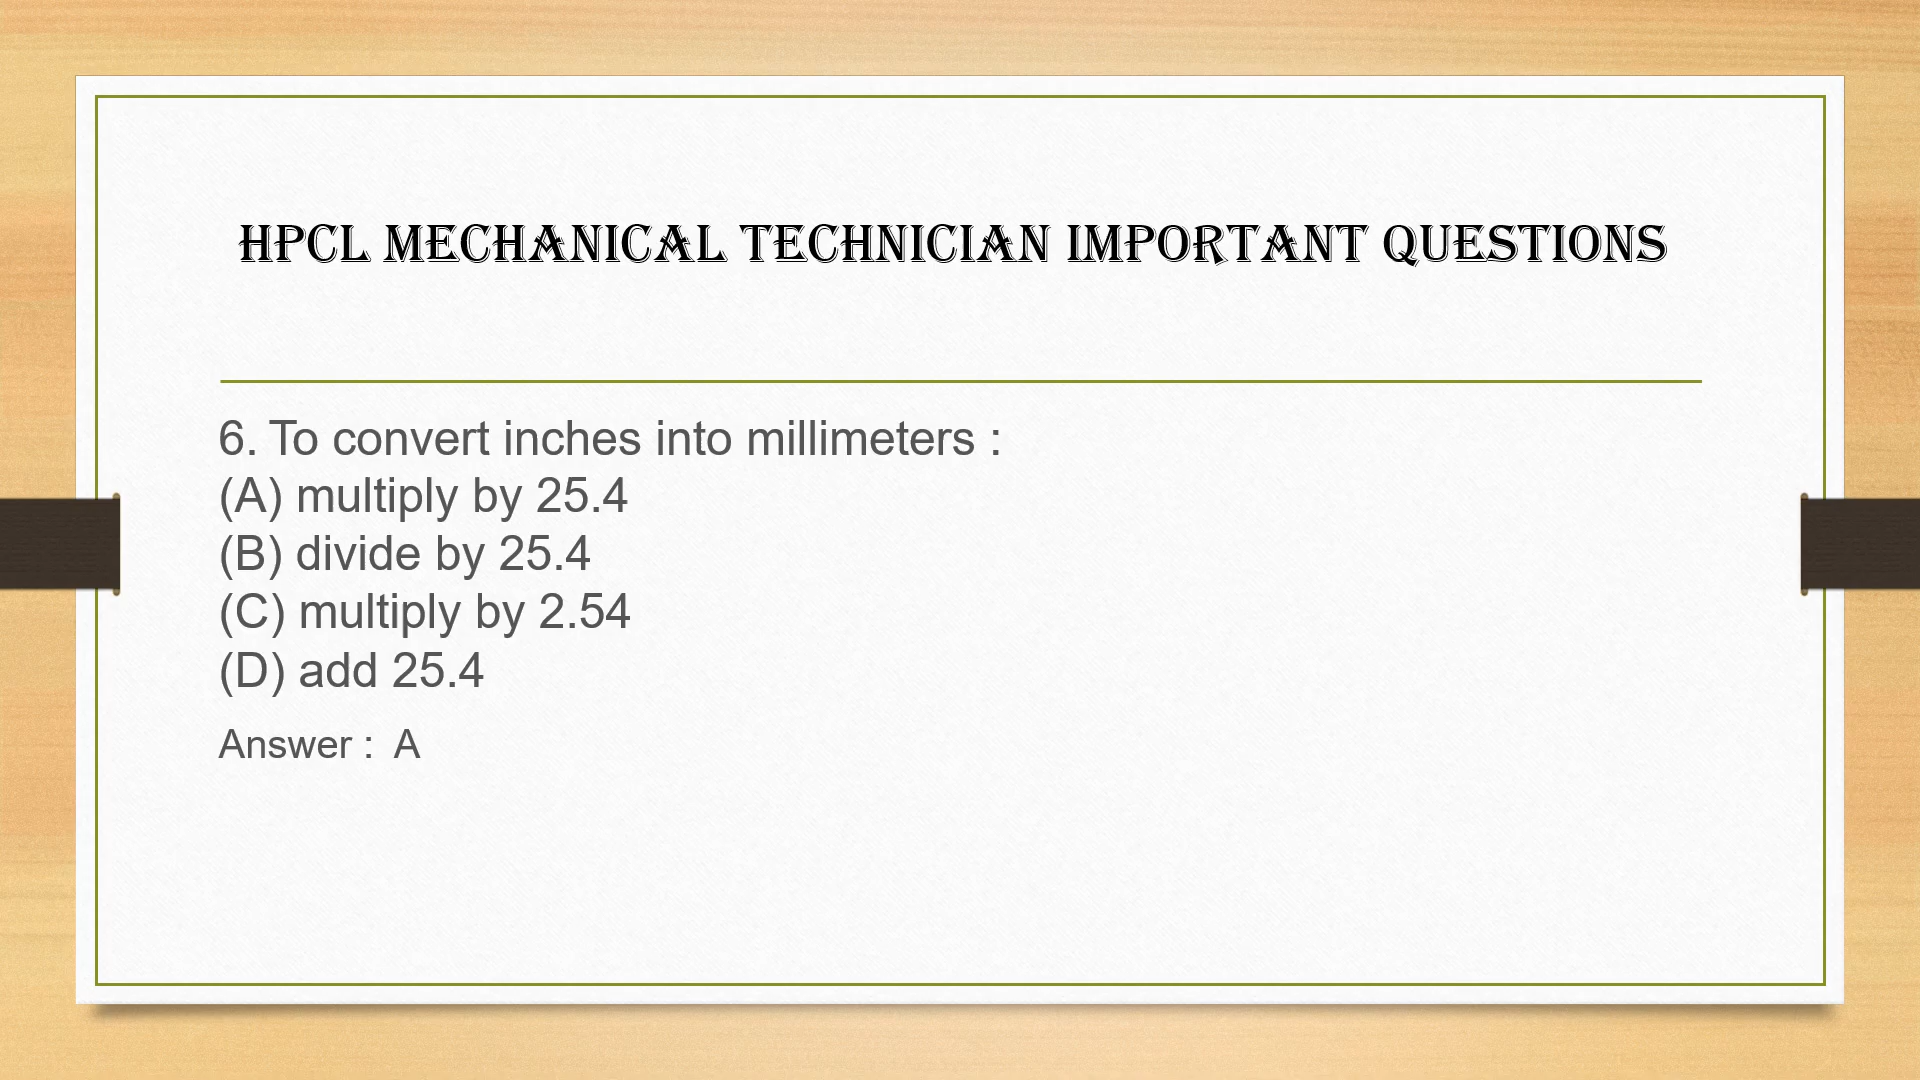 HPCL MECHANICAL TECHNICIAN IMPORTANT QUESTIONS
6. To convert inches into millimeters :
(A) multiply by 25.4
(B) divide by 25.4
(C) multiply by 2.54
(D) add 25.4
Answer :  A